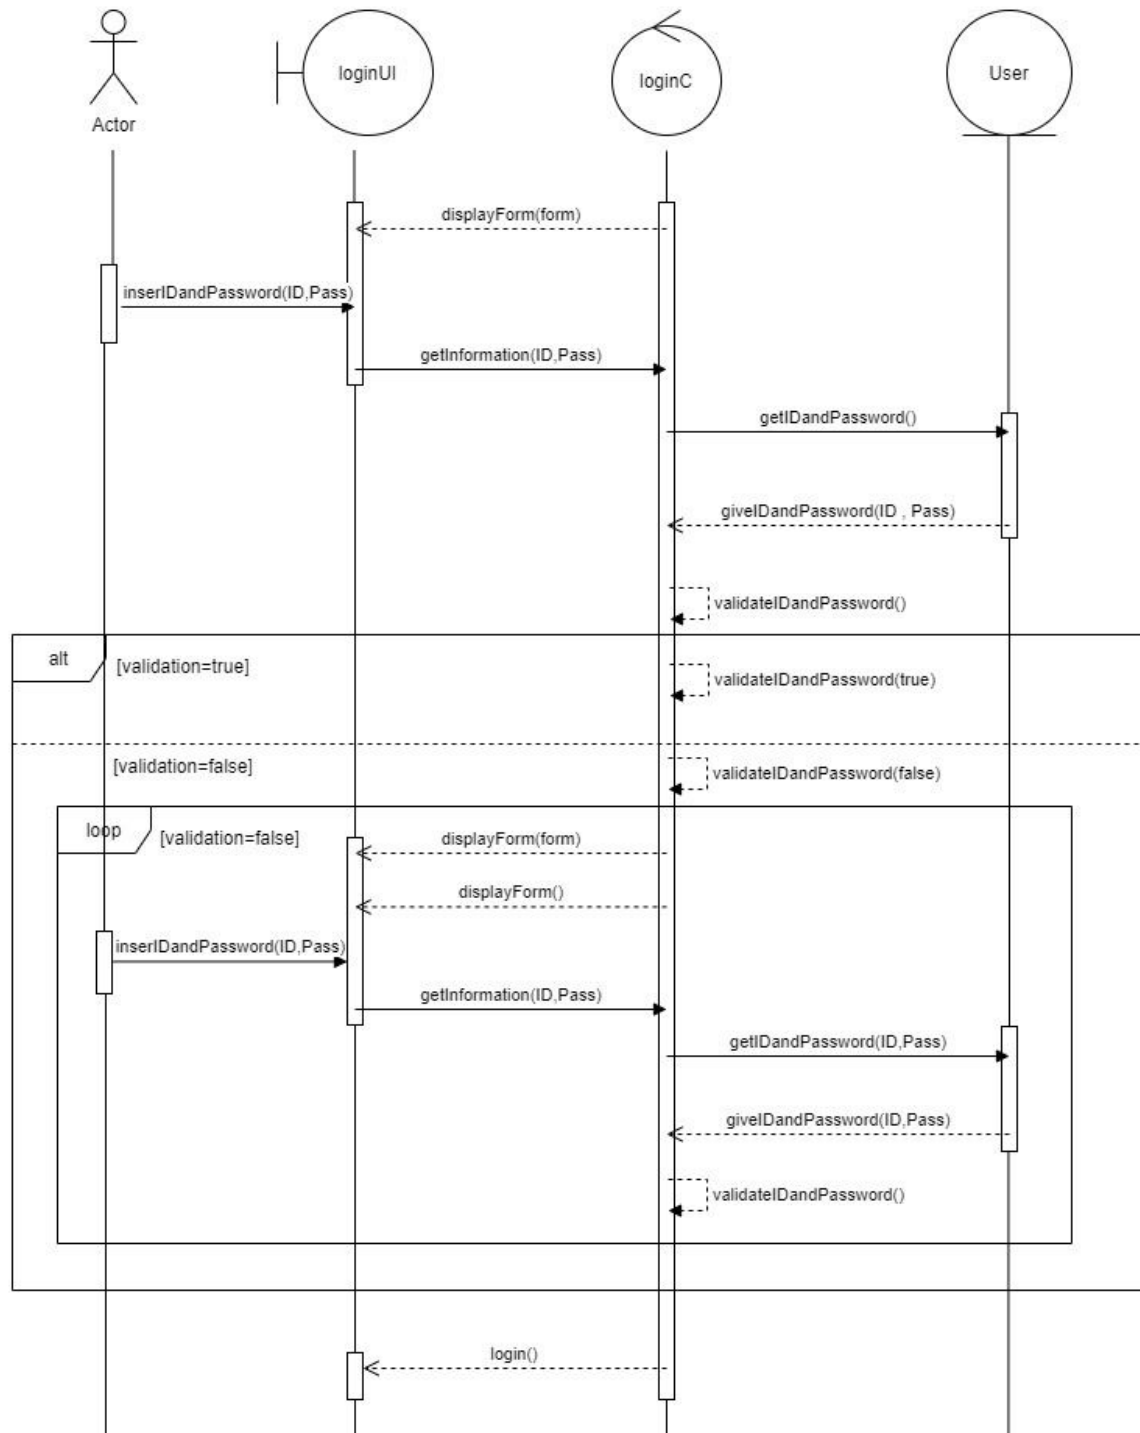 loginUI
loginC
User
Actor
displayForm(form)
inserIDandPassword(ID,Pass)
getInformation(ID,Pass)
getIDandPassword()
giveIDandPassword(ID , Pass)
validateIDandPassword()
alt
[validation=true]
validateIDandPassword(true)
[validation=false]
validateIDandPassword(false)
loop
[validation=false]
displayForm(form)
displayForm()
inserIDandPassword(ID,Pass)
getInformation(ID,Pass)
getIDandPassword(ID,Pass)
giveIDandPassword(ID,Pass)
validateIDandPassword()
login()